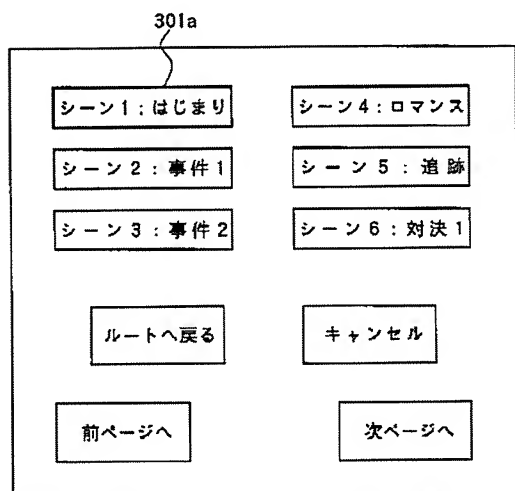 301a
シーン1:はじまり シーン4:ロマンス
シーン2:事件1 シーン5:追跡
シーン3:事件2 シーン6:対決1
ルートへ戻る キャンセル
前ページへ 次ページへ